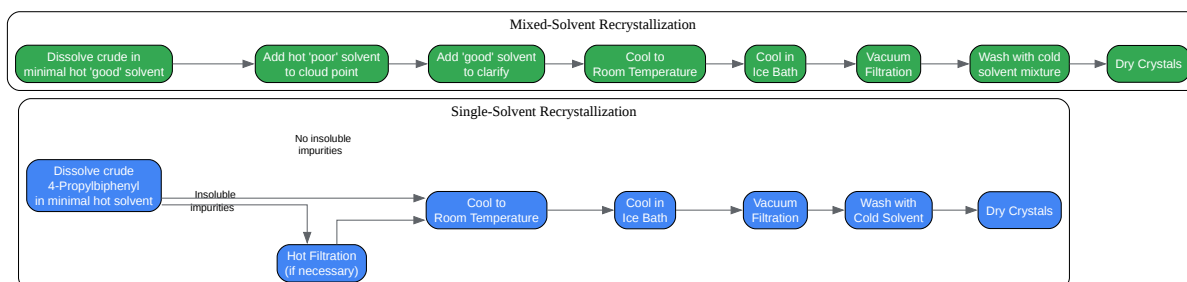 Mixed-Solvent Recrystallization
Dissolve crude in
minimal hot 'good' solvent
Add hot 'poor' solvent
to cloud point
Add 'good' solvent
to clarify
Cool to
Room Temperature
Cool in
Ice Bath
Vacuum
Filtration
Wash with cold
solvent mixture
Dry Crystals
Single-Solvent Recrystallization
Dissolve crude
4-Propylbiphenyl
in minimal hot solvent
No insoluble
impurities
Insoluble
impurities
Hot Filtration
(if necessary)
Cool to
Room Temperature
Cool in
Ice Bath
Vacuum
Filtration
Wash with
Cold Solvent
Dry Crystals